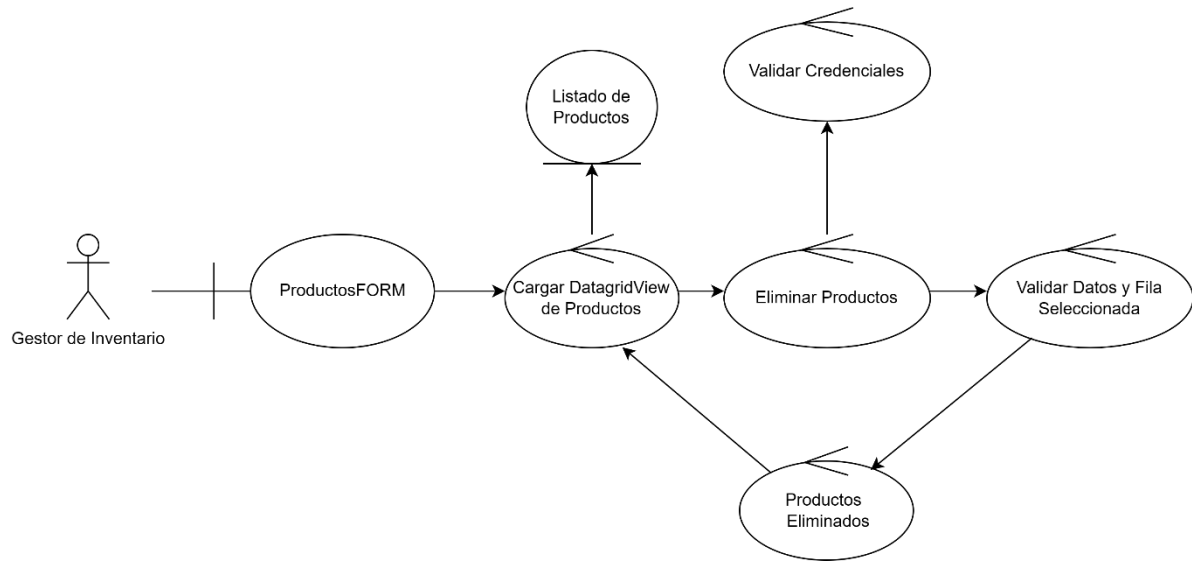 Validar Credenciales
Listado de
Productos
Gestor de Inventario
ProductosFORM
Cargar DatagridView
de Productos
Eliminar Productos
Validar Datos y Fila
Seleccionada
Productos
Eliminados